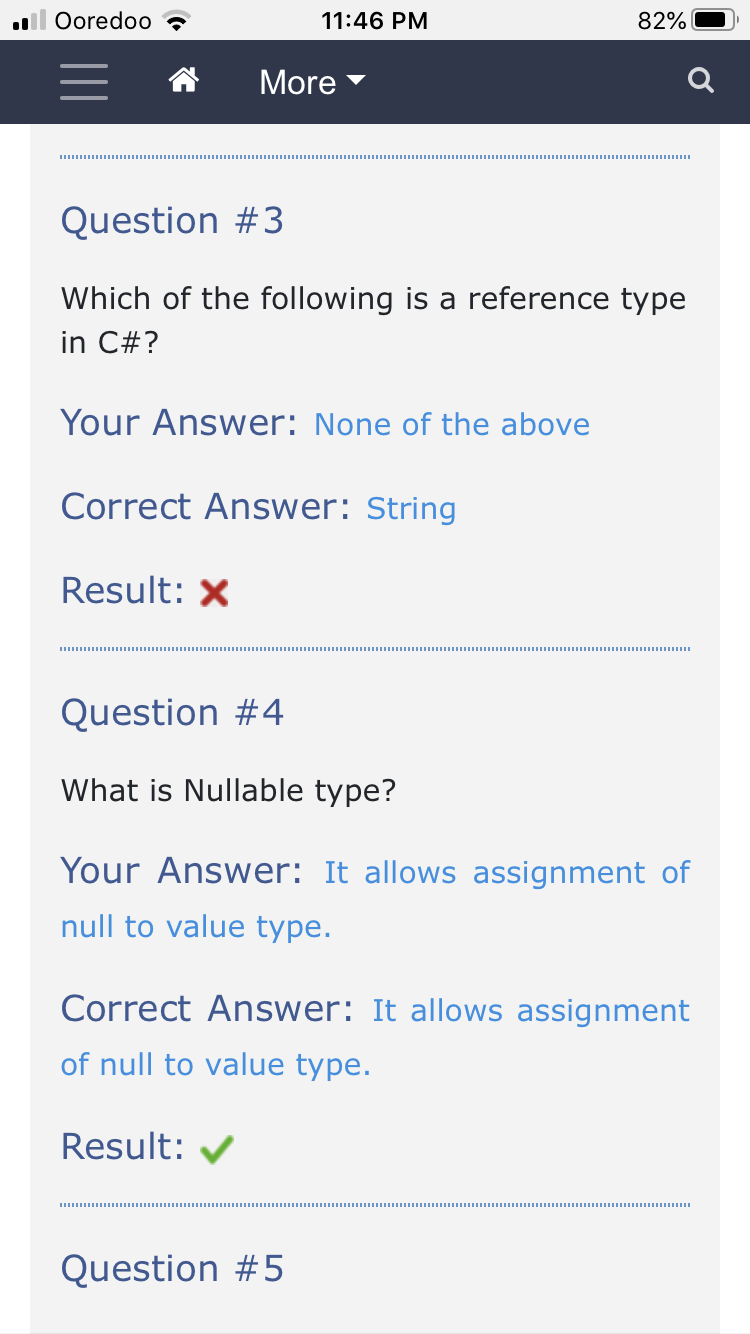 Ooredoo 11:46 PM 82%
More
Question #3
Which of the following is a reference type
in C#?
Your Answer: None of the above
Correct Answer: String
Result:
Question #4
What is Nullable type?
Your Answer: It allows assignment of
null to value type.
Correct Answer: It allows assignment
of null to value type.
Result:
Question #5